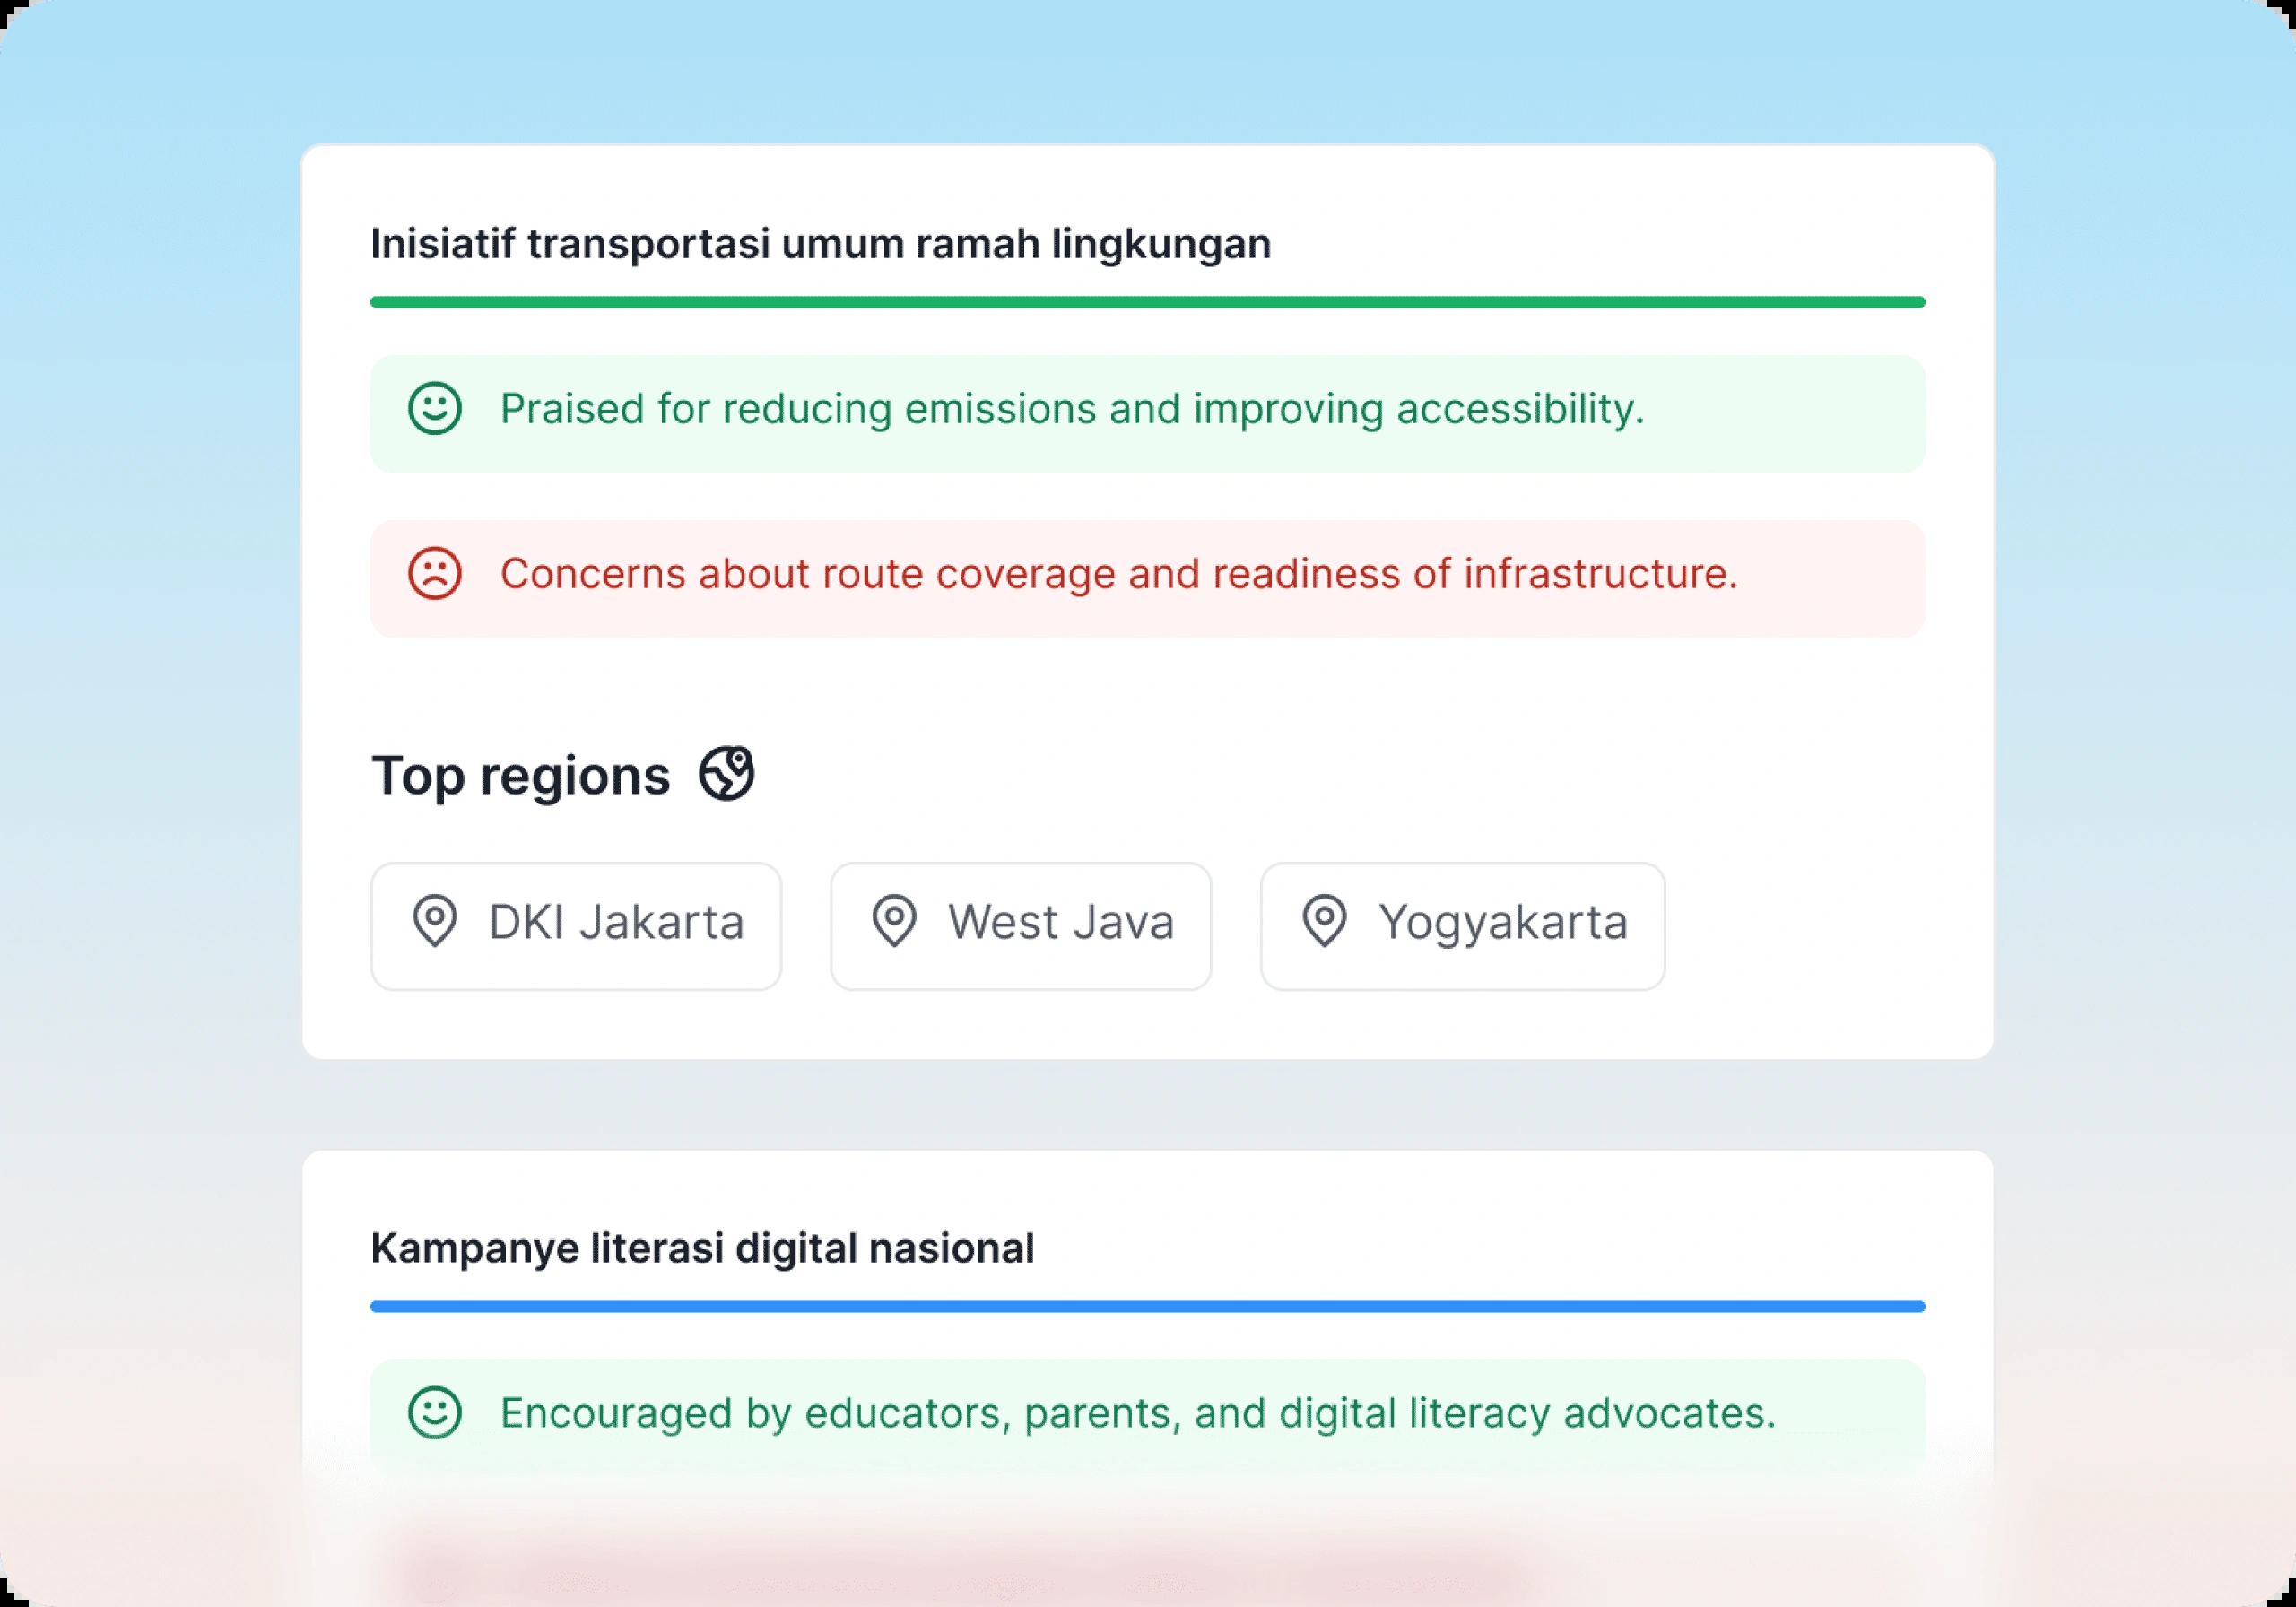 Inisiatif transportasi umum ramah lingkungan
Praised for reducing emissions and improving accessibility.
Concerns about route coverage and readiness of infrastructure.
Top regions
DKI Jakarta
West Java
Yogyakarta
Kampanye literasi digital nasional
Encouraged by educators, parents, and digital literacy advocates.